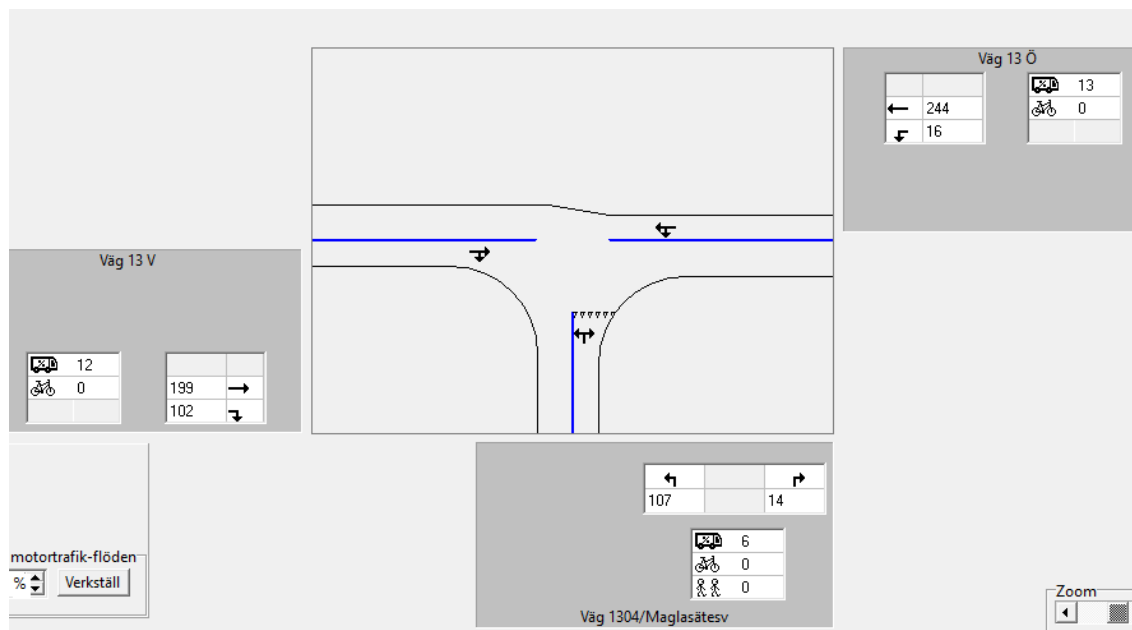 Väg 13 Ö
13
244
0
16
Väg 13 V
12
0
199
102
107
14
6
0
0
motortrafik-flöden
%
Verkställ
Väg 1304/Maglasätesv
Zoom